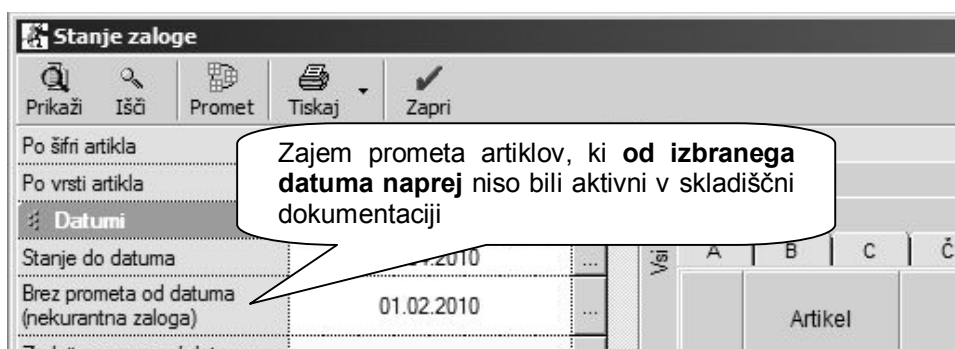 Stanje zaloge
Prikaži Išči Promet Tiskaj Zapri
Po šifri artikla
Po vrsti artikla
Zajem prometa artiklov, ki od izbranega
datuma naprej niso bili aktivni v skladiščni
dokumentaciji
Datumi
Stanje do datuma
.2010 ...
Brez prometa od datuma
(nekurantna zaloga)
01.02.2010 ...
Vsi
A B C Č
Artikel